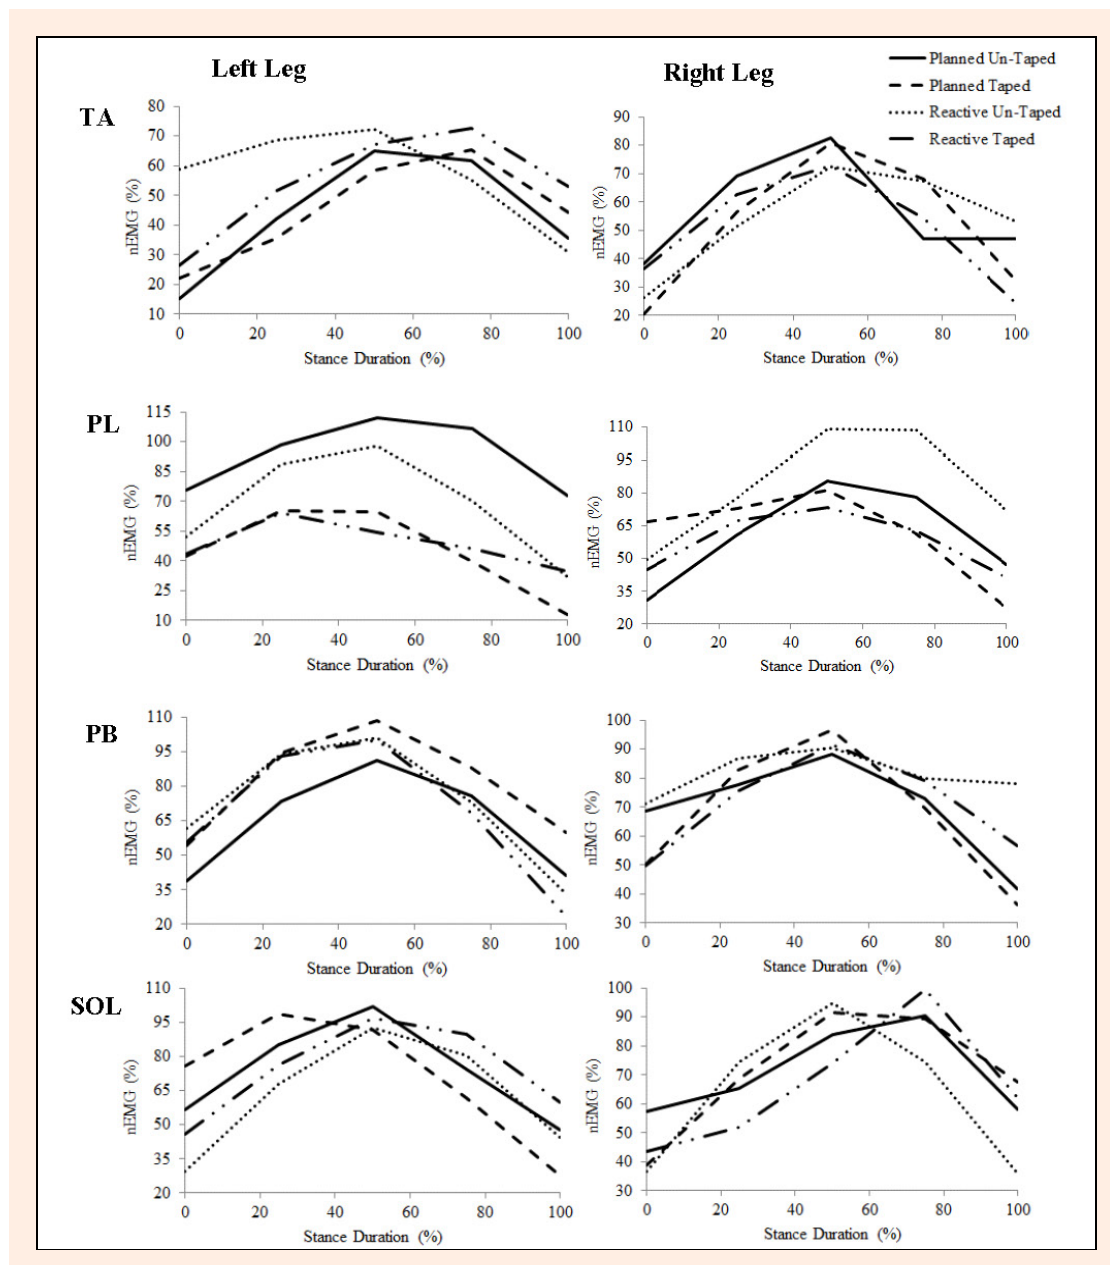 Left Leg
Right Leg
Planned Un-Taped
Planned Taped
Reactive Un-Taped
Reactive Taped
TA
nEMG (%)
80
70
60
50
40
30
20
10
0 20 40 60 80 100
Stance Duration (%)
nEMG (%)
90
80
70
60
50
40
30
20
0 20 40 60 80 100
Stance Duration (%)
PL
nEMG (%)
115
100
85
70
55
40
25
10
0 20 40 60 80 100
Stance Duration (%)
nEMG (%)
110
95
80
65
50
35
20
0 20 40 60 80 100
Stance Duration (%)
PB
nEMG (%)
110
95
80
65
50
35
20
0 20 40 60 80 100
Stance Duration (%)
nEMG (%)
100
90
80
70
60
50
40
30
0 20 40 60 80 100
Stance Duration (%)
SOL
nEMG (%)
110
95
80
65
50
35
20
0 20 40 60 80 100
Stance Duration (%)
nEMG (%)
100
90
80
70
60
50
40
30
0 20 40 60 80 100
Stance Duration (%)